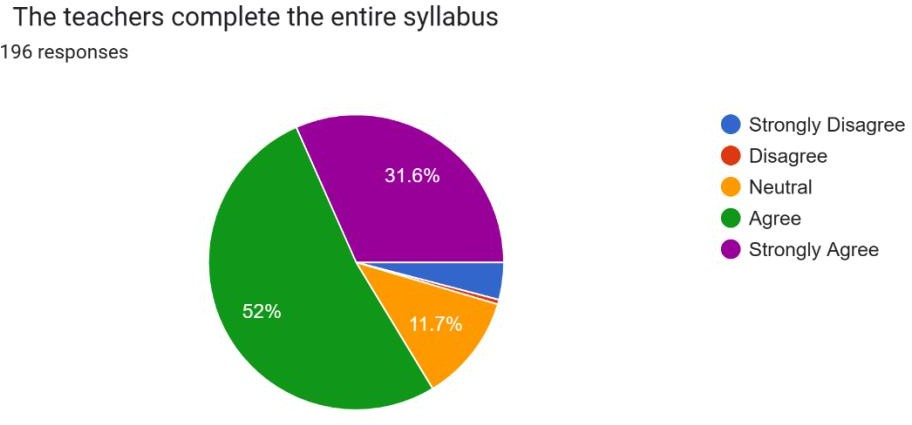 The teachers complete the entire syllabus
196 responses
31.6%
52%
11.7%
Strongly Disagree
Disagree
Neutral
Agree
Strongly Agree